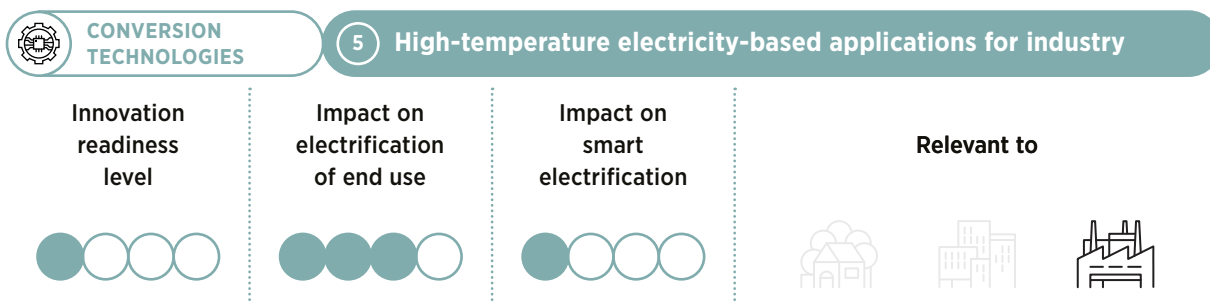 CONVERSION
TECHNOLOGIES
5 High-temperature electricity-based applications for industry
Innovation
readiness
level
Impact on
electrification
of end use
Impact on
smart
electrification
Relevant to